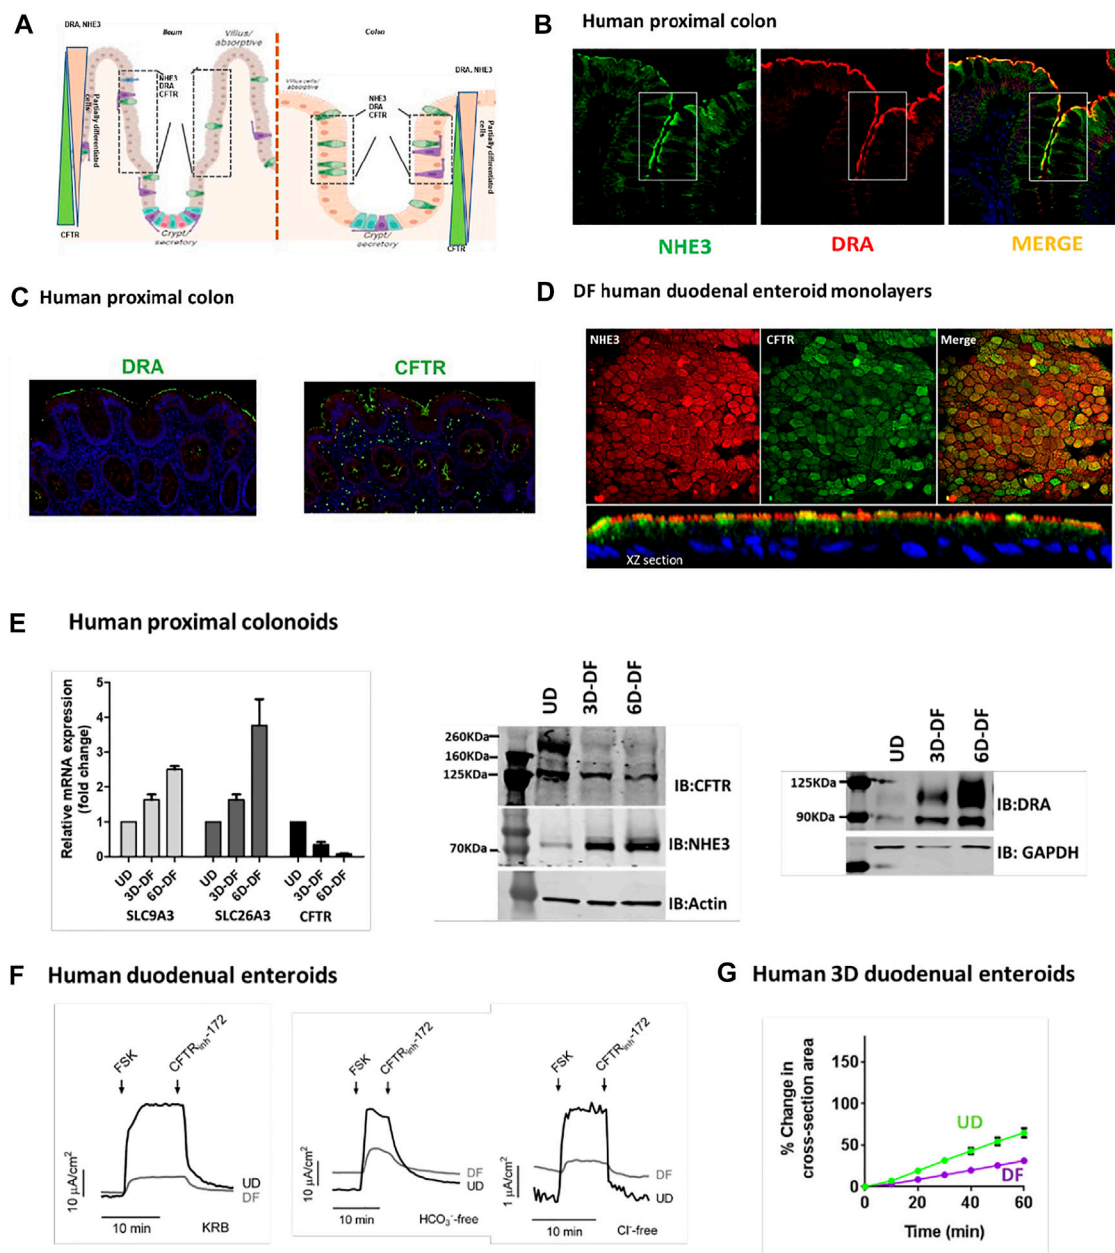 A
DRA, NHE3
Ileum
Villus/
absorptive
NHE3
DRA
CFTR
Partially differentiated
cells
CFTR
Crypt/
secretory
Colon
Villus cells/
absorptive
DRA, NHE3
NHE3
DRA
CFTR
Partially differentiated
cells
Crypt/
secretory
CFTR
B Human proximal colon
NHE3 DRA MERGE
C Human proximal colon
DRA CFTR
D DF human duodenal enteroid monolayers
NHE3 CFTR Merge
XZ section
E Human proximal colonoids
Relative mRNA expression
(fold change)
5
4
3
2
1
0
UD 3D-DF 6D-DF UD 3D-DF 6D-DF UD 3D-DF 6D-DF
SLC9A3 SLC26A3 CFTR
UD 3D-DF 6D-DF
260KDa
160KDa
125KDa
IB:CFTR
70KDa
IB:NHE3
IB:Actin
UD 3D-DF 6D-DF
125KDa
90KDa
IB:DRA
IB: GAPDH
F Human duodenual enteroids
FSK CFTRinh-172
10 µA/cm2
UD
DF
10 min KRB
FSK CFTRinh-172
10 µA/cm2
DF
UD
10 min HCO3--free
FSK CFTRinh-172
1 µA/cm2
DF
UD
10 min Cl--free
G Human 3D duodenual enteroids
% Change in
cross-section area
150
100
50
0
UD
DF
0 20 40 60
Time (min)